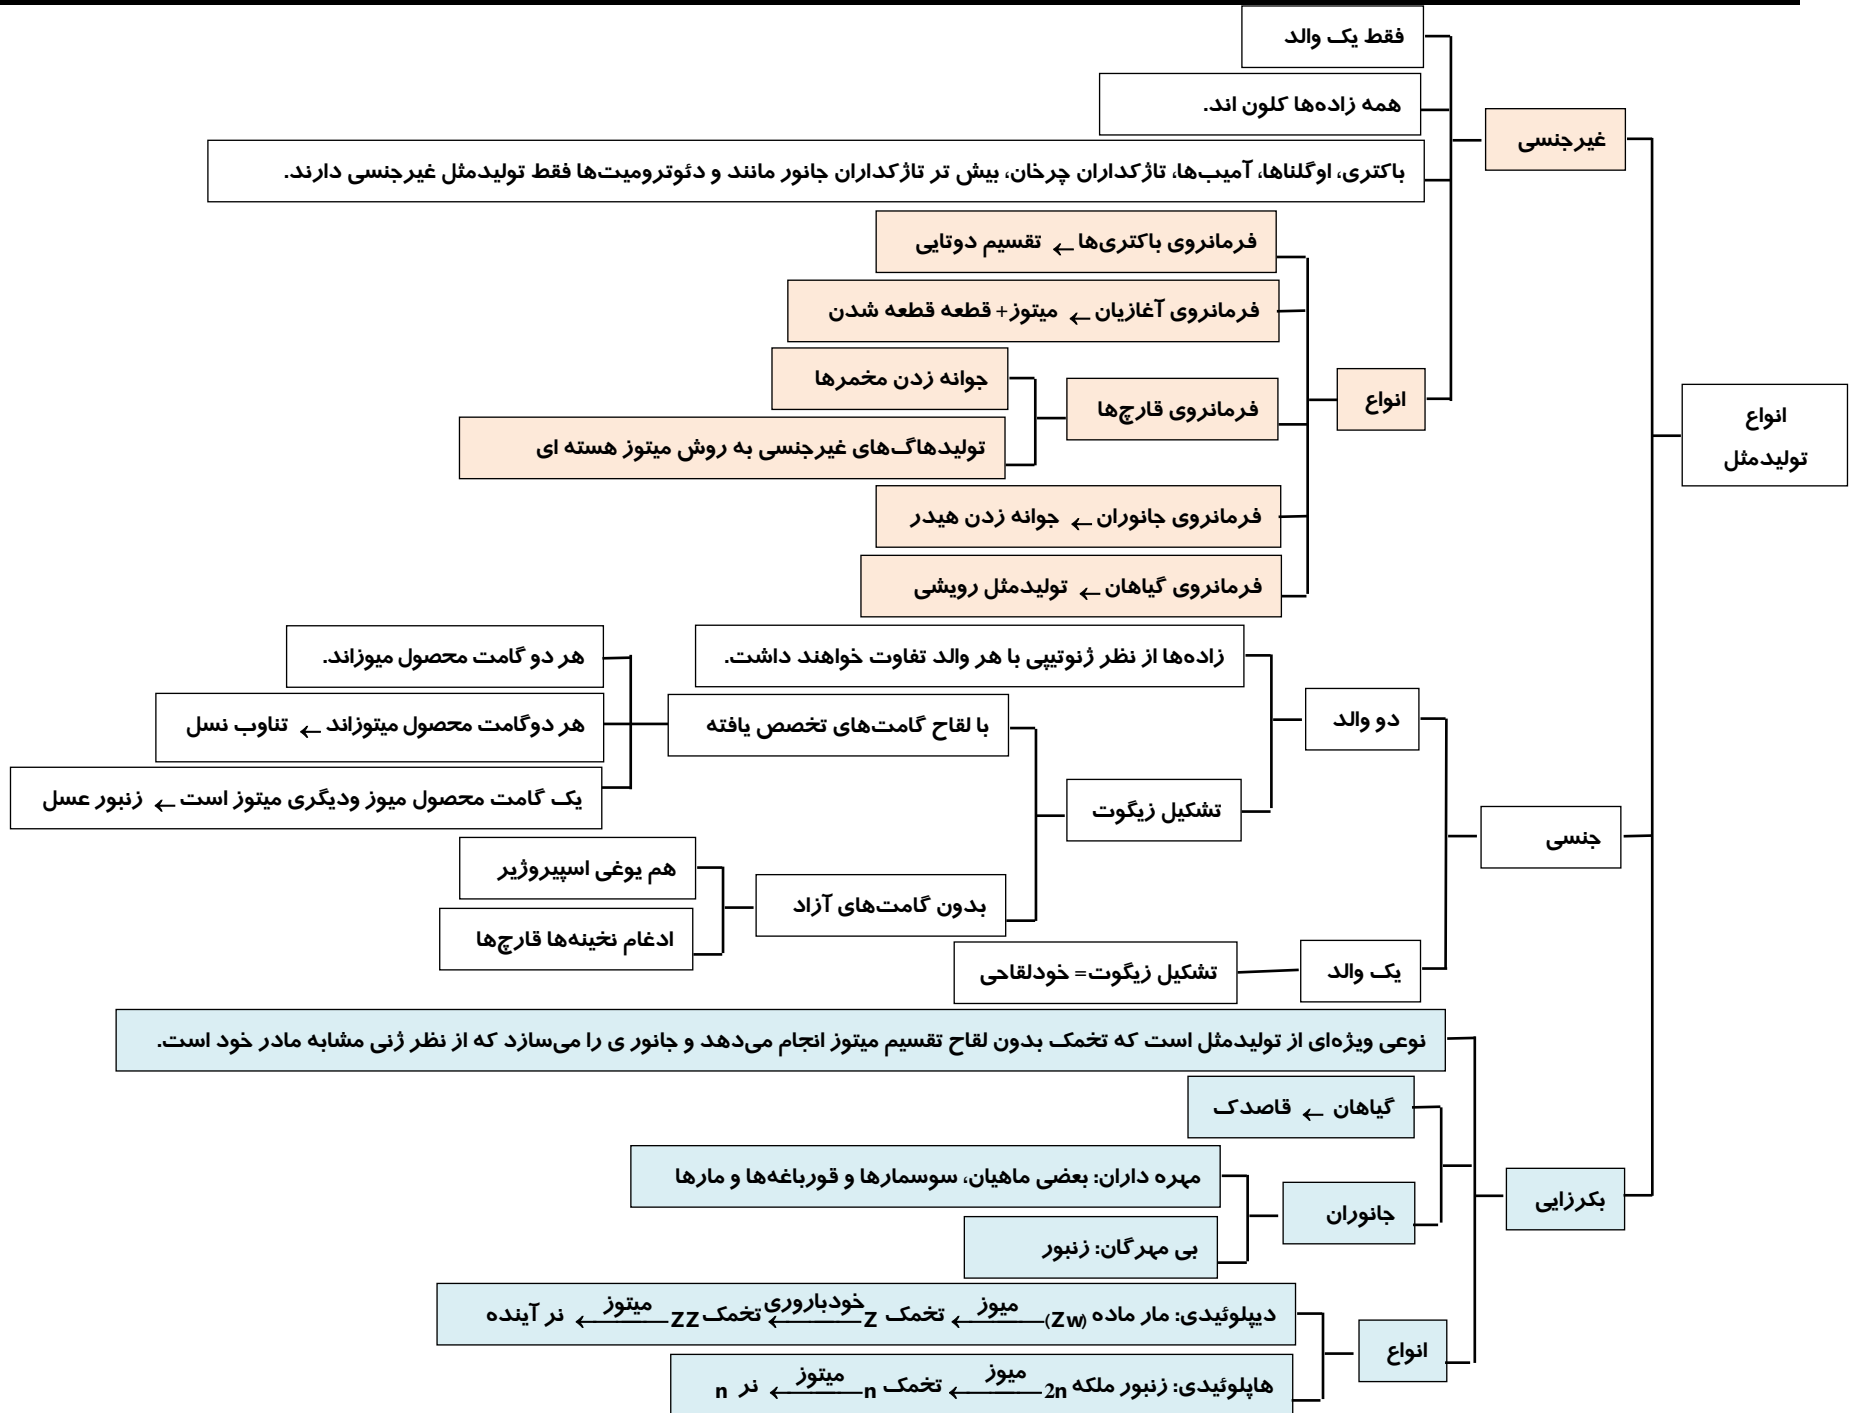 انواع
تولیدمثل
غیرجنسی
فقط یک والد
همه زاده‌ها کلون اند.
باکتری، اوگلناها، آمیب‌ها، تاژکداران چرخان، بیش تر تاژکداران جانور مانند و دئوترومیت‌ها فقط تولیدمثل غیرجنسی دارند.
انواع
فرمانروی باکتری‌ها ← تقسیم دوتایی
فرمانروی آغازیان ← میتوز+ قطعه قطعه شدن
فرمانروی قارچ‌ها
جوانه زدن مخمرها
تولیدهاگ‌های غیرجنسی به روش میتوز هسته ای
فرمانروی جانوران ← جوانه زدن هیدر
فرمانروی گیاهان ← تولیدمثل رویشی
جنسی
دو والد
زاده‌ها از نظر ژنوتیپی با هر والد تفاوت خواهند داشت.
تشکیل زیگوت
با لقاح گامت‌های تخصص یافته
هر دو گامت محصول میوزاند.
هر دوگامت محصول میتوزاند ← تناوب نسل
یک گامت محصول میوز ودیگری میتوز است ← زنبور عسل
بدون گامت‌های آزاد
هم یوغی اسپیروژیر
ادغام نخینه‌ها قارچ‌ها
یک والد
تشکیل زیگوت= خودلقاحی
بکرزایی
نوعی ویژه‌ای از تولیدمثل است که تخمک بدون لقاح تقسیم میتوز انجام می‌دهد و جانور ی را می‌سازد که از نظر ژنی مشابه مادر خود است.
گیاهان ← قاصدک
جانوران
مهره داران: بعضی ماهیان، سوسمارها و قورباغه‌ها و مارها
بی مهرگان: زنبور
انواع
دیپلوئیدی: مار ماده (Zw) میوز ← تخمک Z خودباروری ← تخمک ZZ میتوز ← نر آینده
هاپلوئیدی: زنبور ملکه 2n میوز ← تخمک n میتوز ← نر n